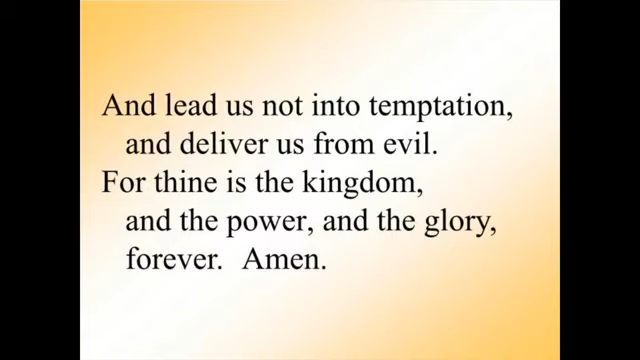 And lead us not into temptation,
and deliver us from evil.
For thine is the kingdom,
and the power, and the glory,
forever. Amen.